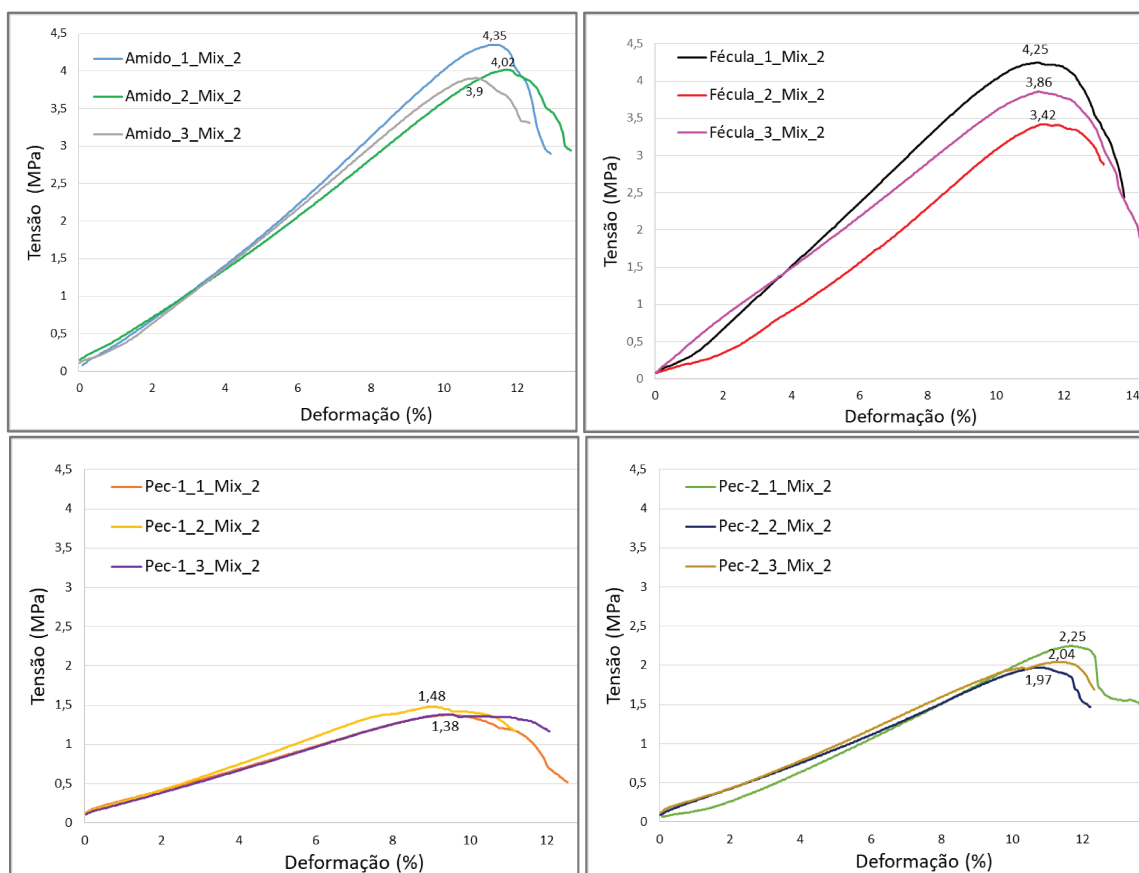 4,5
4
3,5
3
2,5
2
1,5
1
0,5
0
Tensão (MPa)
Amido_1_Mix_2
Amido_2_Mix_2
Amido_3_Mix_2
4,35
4,02
3,9
0 2 4 6 8 10 12
Deformação (%)
4,5
4
3,5
3
2,5
2
1,5
1
0,5
0
Tensão (MPa)
Fécula_1_Mix_2
Fécula_2_Mix_2
Fécula_3_Mix_2
4,25
3,86
3,42
0 2 4 6 8 10 12 14
Deformação (%)
4,5
4
3,5
3
2,5
2
1,5
1
0,5
0
Tensão (MPa)
Pec-1_1_Mix_2
Pec-1_2_Mix_2
Pec-1_3_Mix_2
1,48
1,38
0 2 4 6 8 10 12
Deformação (%)
4,5
4
3,5
3
2,5
2
1,5
1
0,5
0
Tensão (MPa)
Pec-2_1_Mix_2
Pec-2_2_Mix_2
Pec-2_3_Mix_2
2,25
2,04
1,97
0 2 4 6 8 10 12
Deformação (%)